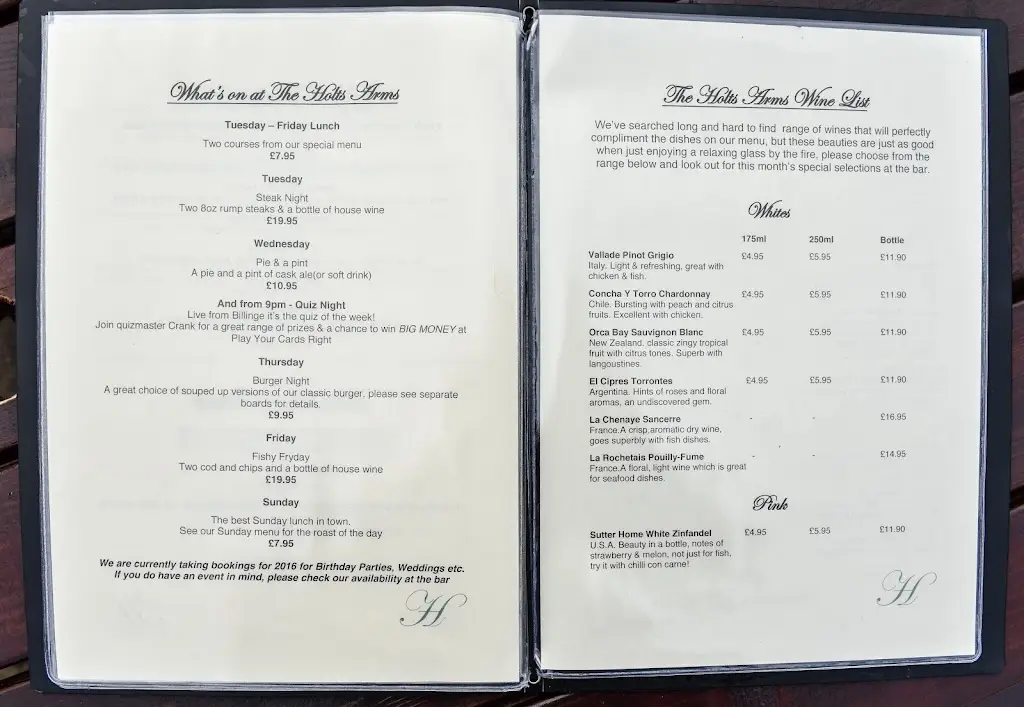 What's on at The Holts Arms
Tuesday – Friday Lunch
Two courses from our special menu
£7.95
Tuesday
Steak Night
Two 8oz rump steaks & a bottle of house wine
£19.95
Wednesday
Pie & a pint
A pie and a pint of cask ale(or soft drink)
£10.95
And from 9pm - Quiz Night
Live from Billinge it's the quiz of the week!
Join quizmaster Crank for a great range of prizes & a chance to win BIG MONEY at
Play Your Cards Right
Thursday
Burger Night
A great choice of souped up versions of our classic burger, please see separate
boards for details.
£9.95
Friday
Fishy Fryday
Two cod and chips and a bottle of house wine
£19.95
Sunday
The best Sunday lunch in town.
See our Sunday menu for the roast of the day
£7.95
We are currently taking bookings for 2016 for Birthday Parties, Weddings etc.
If you do have an event in mind, please check our availability at the bar
H
The Holts Arms Wine List
We've searched long and hard to find range of wines that will perfectly
compliment the dishes on our menu, but these beauties are just as good
when just enjoying a relaxing glass by the fire, please choose from the
range below and look out for this month's special selections at the bar.
Whites
175ml 250ml Bottle
Vallade Pinot Grigio £4.95 £5.95 £11.90
Italy. Light & refreshing, great with
chicken & fish.
Concha Y Torro Chardonnay £4.95 £5.95 £11.90
Chile. Bursting with peach and citrus
fruits. Excellent with chicken.
Orca Bay Sauvignon Blanc £4.95 £5.95 £11.90
New Zealand. classic zingy tropical
fruit with citrus tones. Superb with
langoustines.
El Cipres Torrontes £4.95 £5.95 £11.90
Argentina. Hints of roses and floral
aromas, an undiscovered gem.
La Chenaye Sancerre - - £16.95
France.A crisp,aromatic dry wine,
goes superbly with fish dishes.
La Rochetais Pouilly-Fume - - £14.95
France.A floral, light wine which is great
for seafood dishes.
Pink
Sutter Home White Zinfandel £4.95 £5.95 £11.90
U.S.A. Beauty in a bottle, notes of
strawberry & melon, not just for fish,
try it with chilli con carne!
H